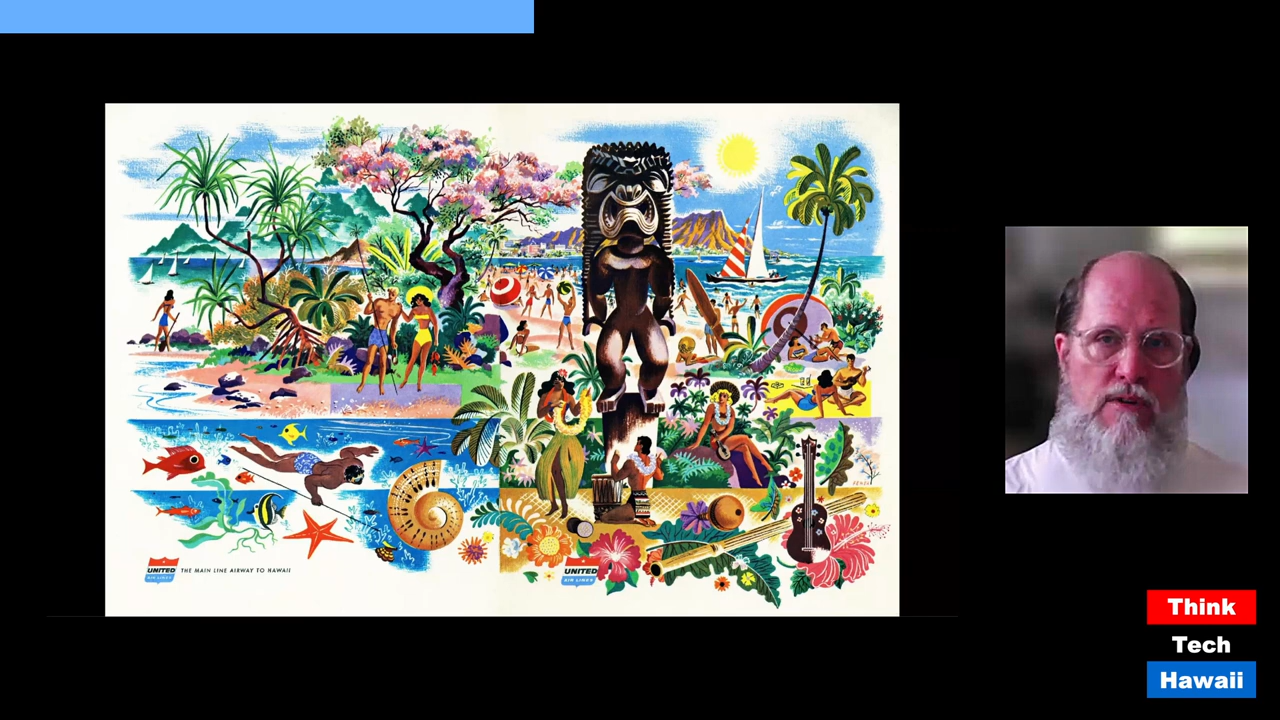 UNITED
AIR LINES
THE MAIN LINE AIRWAY TO HAWAII
UNITED
AIR LINES
Think
Tech
Hawaii